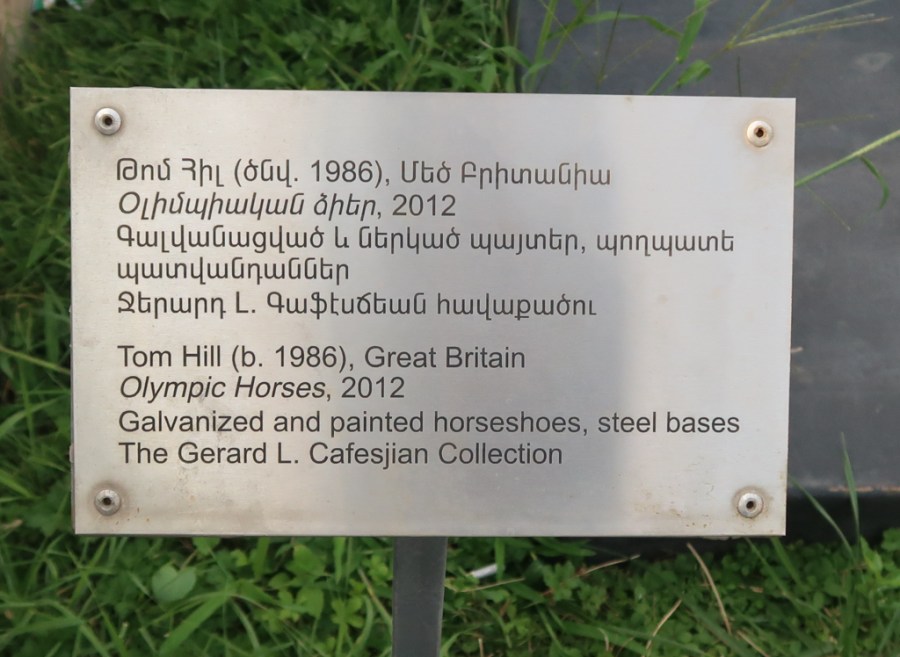 Թոմ Հիլ (ծնվ. 1986), Մեծ Բրիտանիա
Օլիմպիական ձիեր, 2012
Գալվանացված և ներկած պայտեր, պողպատե
պատվանդաններ
Ջերարդ Լ. Գաֆէսճեան հավաքածու
Tom Hill (b. 1986), Great Britain
Olympic Horses, 2012
Galvanized and painted horseshoes, steel bases
The Gerard L. Cafesjian Collection